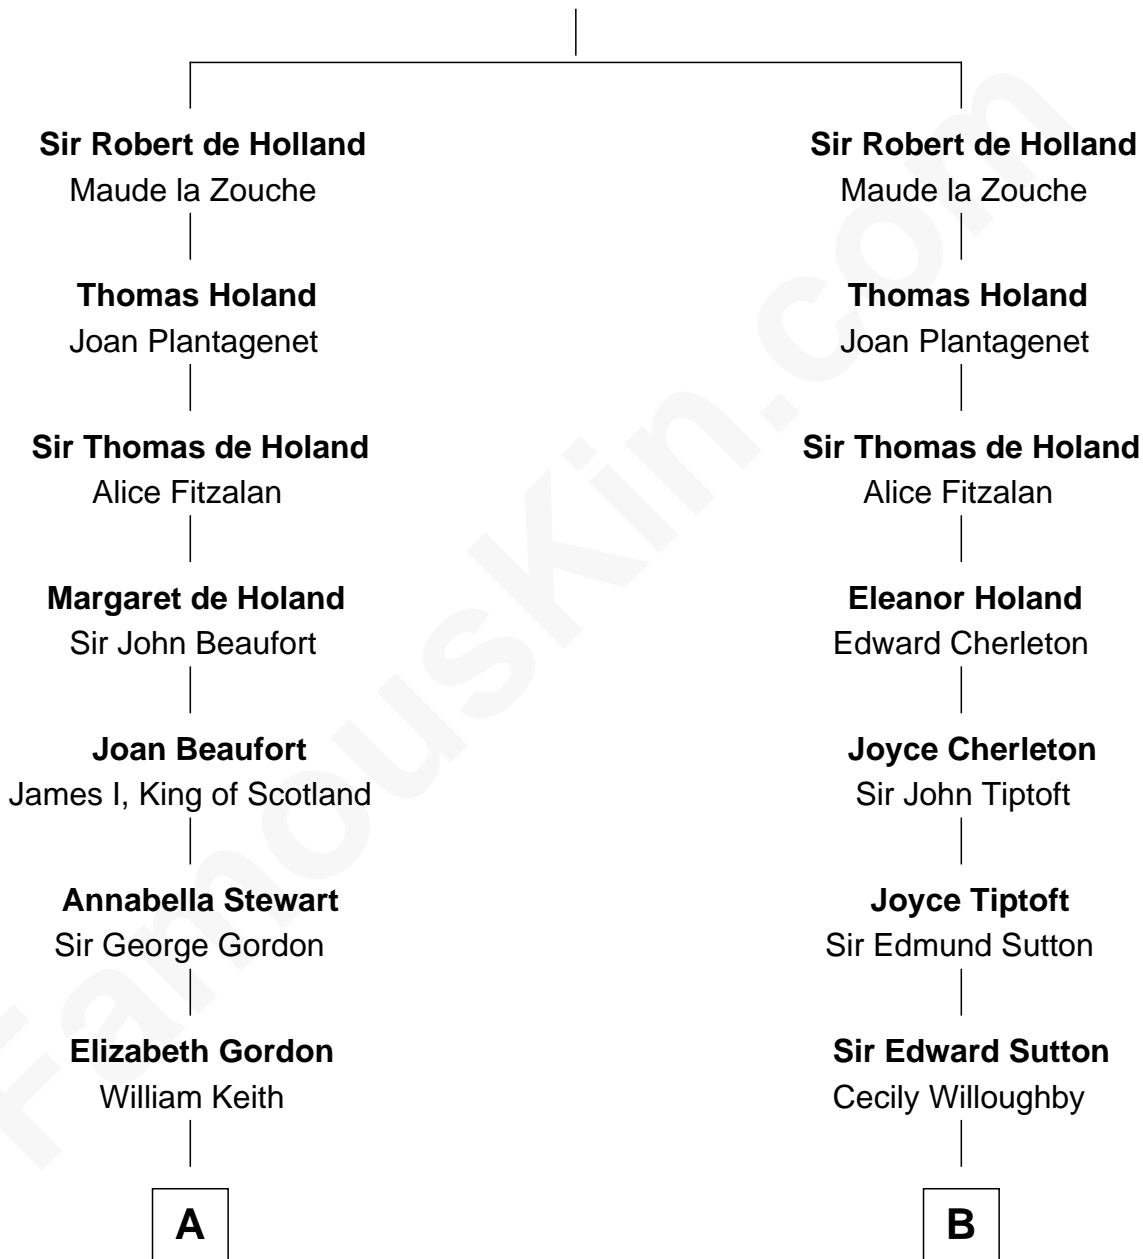 Sir Robert de Holland
Maude la Zouche
Thomas Holand
Joan Plantagenet
Sir Thomas de Holand
Alice Fitzalan
Margaret de Holand
Sir John Beaufort
Joan Beaufort
James I, King of Scotland
Annabella Stewart
Sir George Gordon
Elizabeth Gordon
William Keith
A
Sir Robert de Holland
Maude la Zouche
Thomas Holand
Joan Plantagenet
Sir Thomas de Holand
Alice Fitzalan
Eleanor Holand
Edward Cherleton
Joyce Cherleton
Sir John Tiptoft
Joyce Tiptoft
Sir Edmund Sutton
Sir Edward Sutton
Cecily Willoughby
B
FamousKin.com